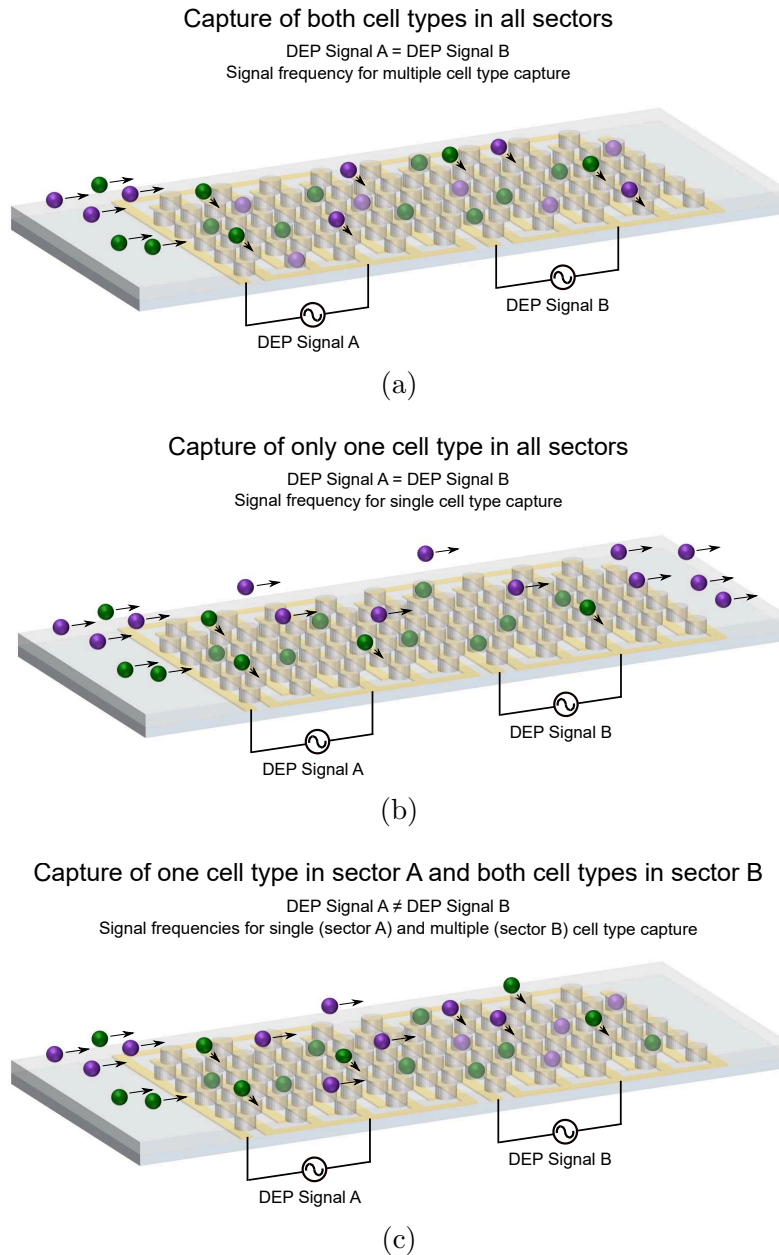 Capture of both cell types in all sectors
DEP Signal A = DEP Signal B
Signal frequency for multiple cell type capture
DEP Signal B
DEP Signal A
(a)
Capture of only one cell type in all sectors
DEP Signal A = DEP Signal B
Signal frequency for single cell type capture
DEP Signal B
DEP Signal A
(b)
Capture of one cell type in sector A and both cell types in sector B
DEP Signal A ≠ DEP Signal B
Signal frequencies for single (sector A) and multiple (sector B) cell type capture
DEP Signal B
DEP Signal A
(c)